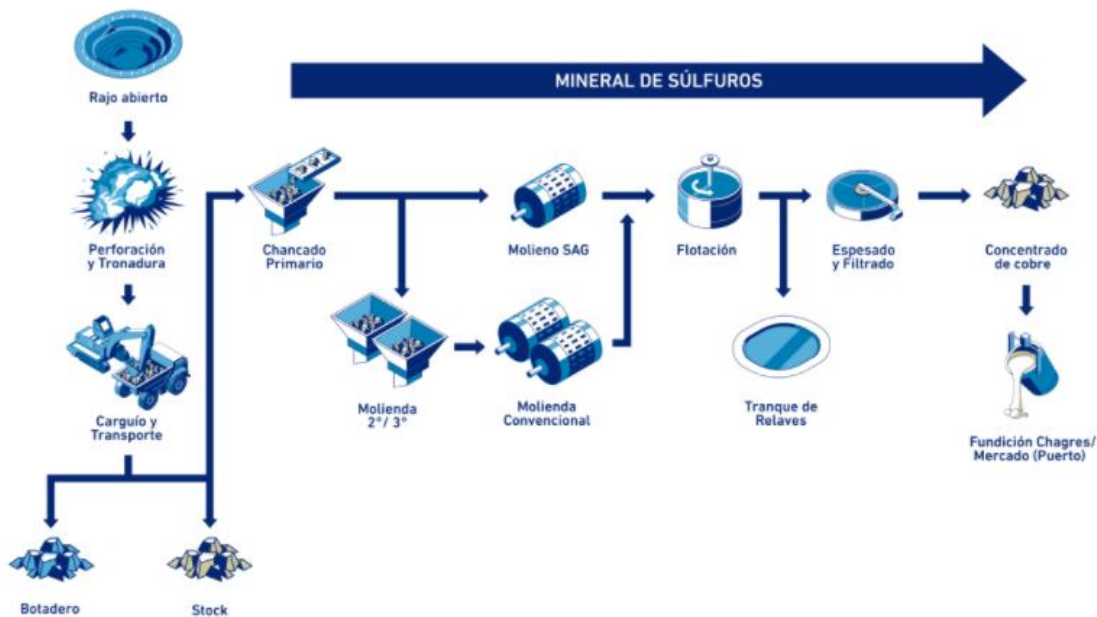 Rajo abierto
MINERAL DE SÚLFUROS
Perforación
y Tronadura
Chancado
Primario
Molieno SAG
Flotación
Espesado
y Filtrado
Concentrado
de cobre
Carguío y
Transporte
Molienda
2°/ 3°
Molienda
Convencional
Tranque de
Relaves
Fundición Chagres/
Mercado (Puerto)
Botadero
Stock